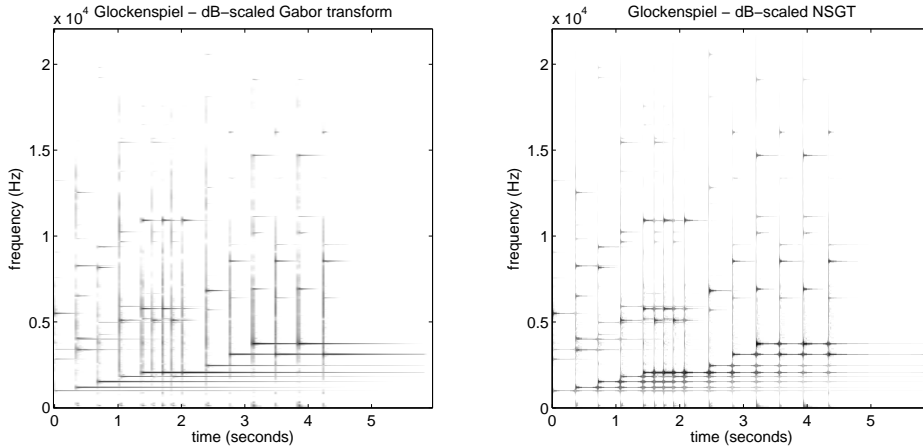 Glockenspiel − dB−scaled Gabor transform
x 10⁴
2
1.5
1
0.5
0
0 1 2 3 4 5
frequency (Hz)
time (seconds)
Glockenspiel − dB−scaled NSGT
x 10⁴
2
1.5
1
0.5
0
0 1 2 3 4 5
frequency (Hz)
time (seconds)